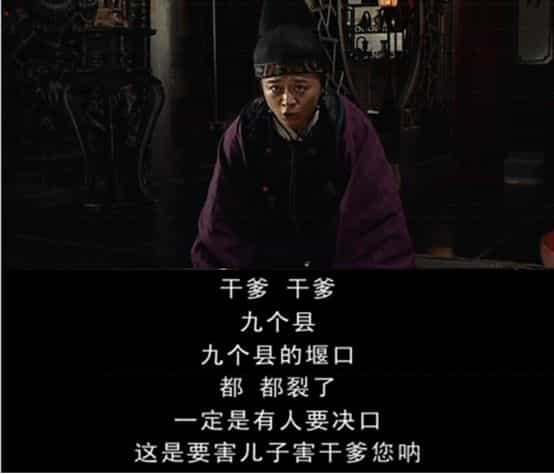 干爹 干爹
九个县
九个县的堰口
都 都裂了
一定是有人要决口
这是要害儿子害干爹您呐